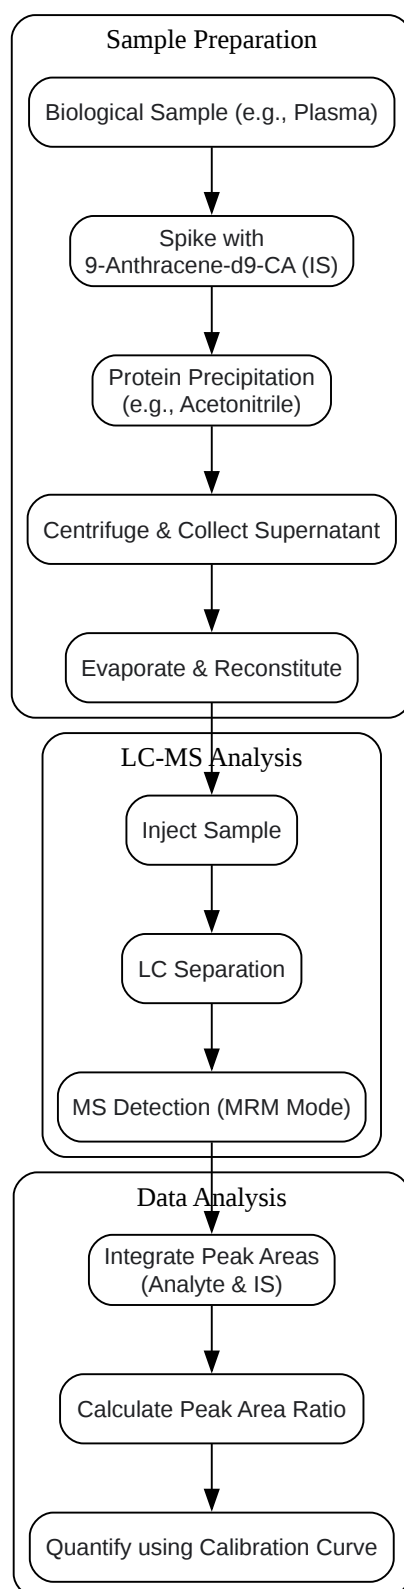 Sample Preparation
Biological Sample (e.g., Plasma)
Spike with
9-Anthracene-d9-CA (IS)
Protein Precipitation
(e.g., Acetonitrile)
Centrifuge & Collect Supernatant
Evaporate & Reconstitute
LC-MS Analysis
Inject Sample
LC Separation
MS Detection (MRM Mode)
Data Analysis
Integrate Peak Areas
(Analyte & IS)
Calculate Peak Area Ratio
Quantify using Calibration Curve